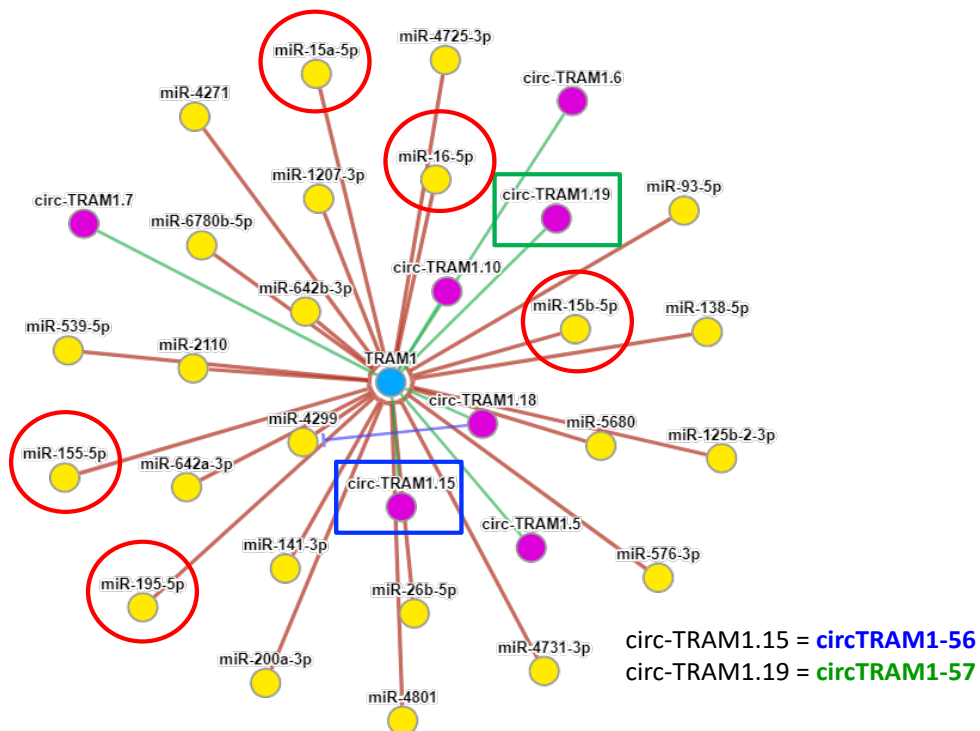 miR-4725-3p
miR-15a-5p
circ-TRAM1.6
miR-4271
miR-16-5p
miR-1207-3p
circ-TRAM1.19
miR-93-5p
circ-TRAM1.7
miR-6780b-5p
circ-TRAM1.10
miR-642b-3p
miR-15b-5p
miR-138-5p
miR-539-5p
miR-2110
TRAM1
circ-TRAM1.18
miR-4299
miR-5680
miR-125b-2-3p
miR-155-5p
miR-642a-3p
circ-TRAM1.15
circ-TRAM1.5
miR-141-3p
miR-576-3p
miR-195-5p
miR-26b-5p
miR-4731-3p
miR-200a-3p
miR-4801
circ-TRAM1.15 = circTRAM1-56
circ-TRAM1.19 = circTRAM1-57